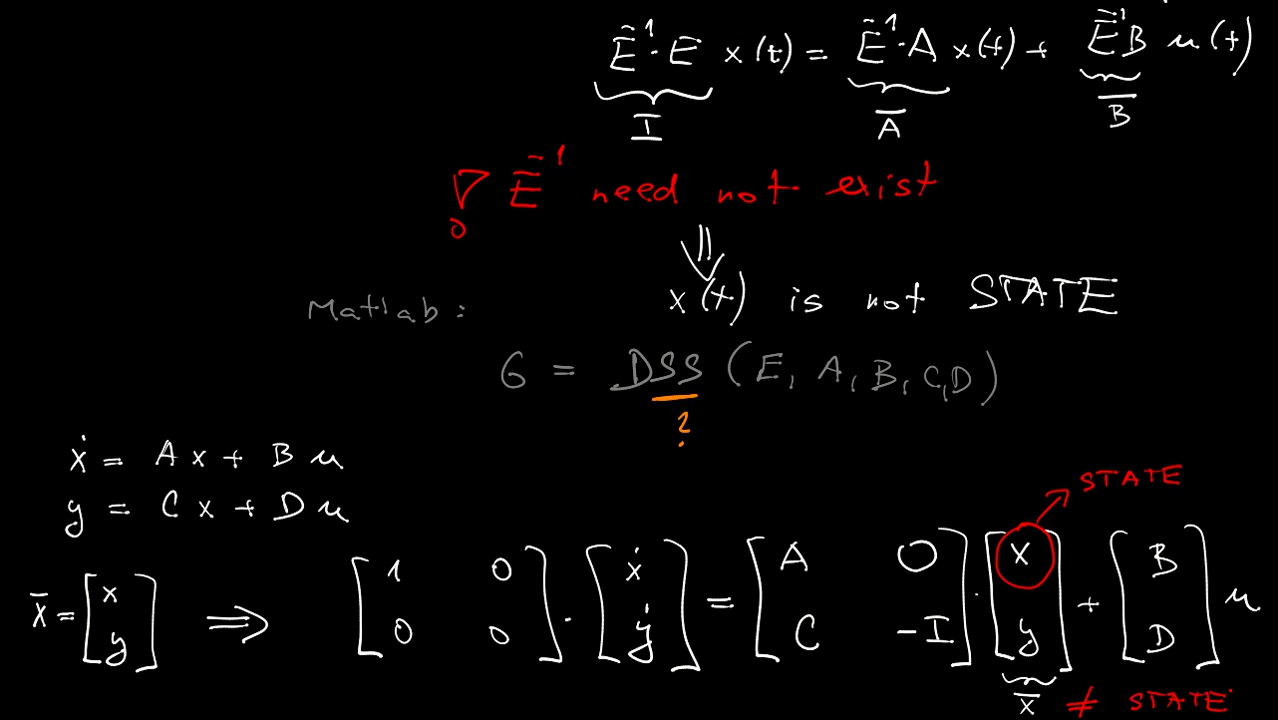 E⁻¹·E x(t) = E⁻¹·A x(t) + E⁻¹B u(t)
I A̅ B̅
∇ E⁻¹ need not exist
0
⇓
x(t) is not STATE
Matlab:
G = DSS (E, A, B, C, D)
?
ẋ = Ax + Bu
y = Cx + Du
STATE
x̅ = [x y] ⇒ [1 0 0 0] · [ẋ ẏ] = [A 0 C -I] · [x y] + [B D] u
x̅ ≠ STATE